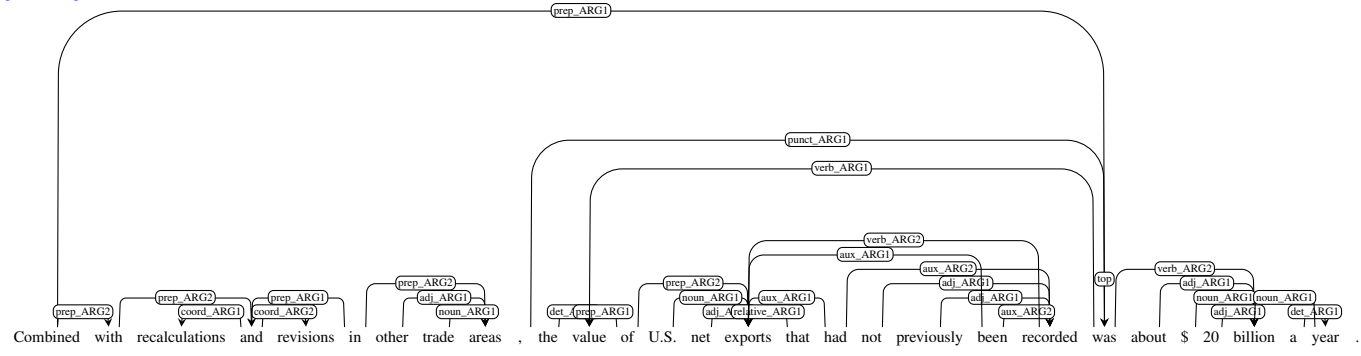 prep_ARG1
punct_ARG1
verb_ARG1
verb_ARG2
aux_ARG1
prep_ARG2 aux_ARG2 top verb_ARG2
prep_ARG2 adj_ARG1 adj_ARG1
prep_ARG2 prep_ARG1 adj_ARG1 noun_ARG1 aux_ARG1 adj_ARG1 noun_ARG1 noun_ARG1
prep_ARG2 coord_ARG1 coord_ARG2 noun_ARG1 prep_ARG1 relative_ARG1 aux_ARG2 adj_ARG1 det_ARG1
Combined with recalculations and revisions in other trade areas , the value of U.S. net exports that had not previously been recorded was about $ 20 billion a year .